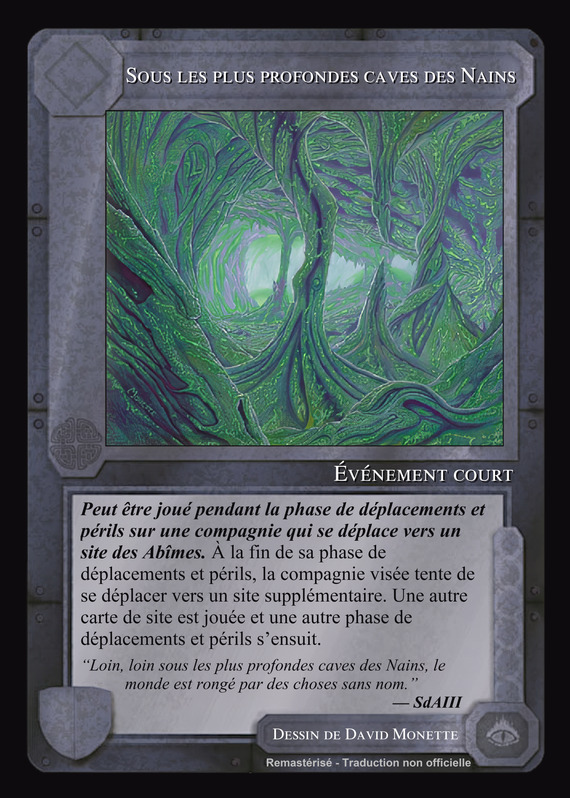 Sous les plus profondes caves des Nains
Événement court
Peut être joué pendant la phase de déplacements et
périls sur une compagnie qui se déplace vers un
site des Abîmes. À la fin de sa phase de
déplacements et périls, la compagnie visée tente de
se déplacer vers un site supplémentaire. Une autre
carte de site est jouée et une autre phase de
déplacements et périls s’ensuit.
“Loin, loin sous les plus profondes caves des Nains, le
monde est rongé par des choses sans nom.”
— SdAIII
Dessin de David Monette
Remastérisé - Traduction non officielle